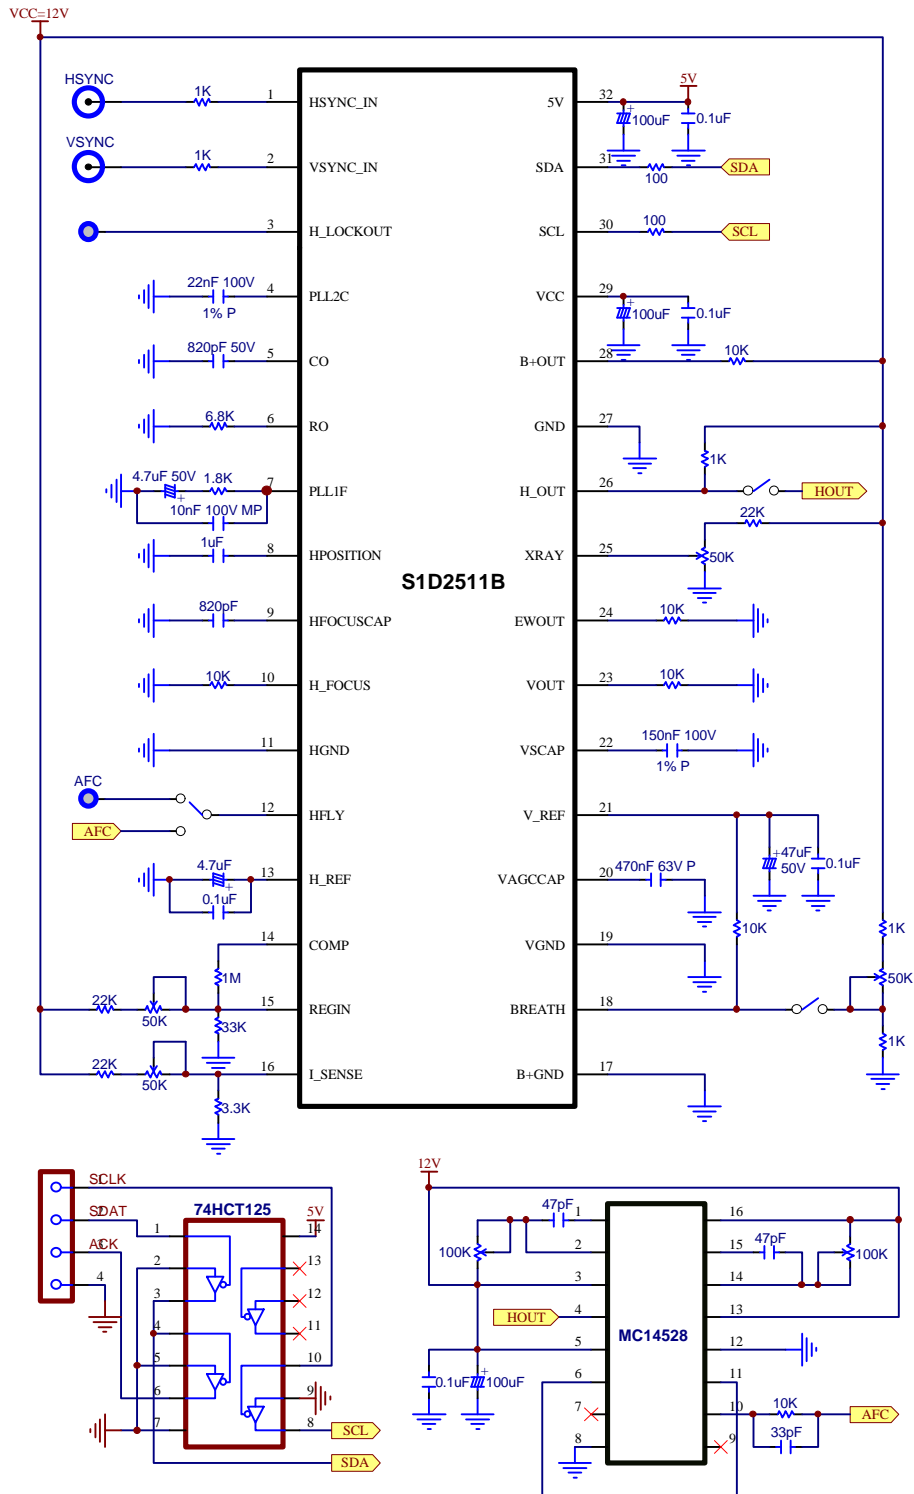 VCC=12V
HSYNC
1K
1
HSYNC_IN
5V
32
5V
100uF
0.1uF
VSYNC
1K
2
VSYNC_IN
SDA
31
100
SDA
3
H_LOCKOUT
SCL
30
100
SCL
22nF 100V
1% P
4
PLL2C
VCC
29
100uF
0.1uF
820pF 50V
5
CO
B+OUT
28
10K
6.8K
6
RO
GND
27
1K
4.7uF 50V
1.8K
10nF 100V MP
7
PLL1F
H_OUT
26
HOUT
22K
1uF
8
HPOSITION
XRAY
25
50K
S1D2511B
820pF
9
HFOCUSCAP
EWOUT
24
10K
10K
10
H_FOCUS
VOUT
23
10K
11
HGND
VSCAP
22
150nF 100V
1% P
AFC
AFC
12
HFLY
V_REF
21
47uF
50V
0.1uF
4.7uF
0.1uF
13
H_REF
VAGCCAP
20
470nF 63V P
10K
1K
14
COMP
VGND
19
1M
50K
22K
50K
15
REGIN
BREATH
18
33K
1K
22K
50K
16
I_SENSE
B+GND
17
3.3K
SCLK
1
SDAT
2
ACK
3
4
74HCT125
5V
1
14
2
13
3
12
4
11
5
10
6
9
7
8
SCL
SDA
12V
47pF
1
16
100K
2
15
47pF
100K
3
14
HOUT
4
13
MC14528
5
12
0.1uF
100uF
6
11
7
10
10K
AFC
33pF
8
9